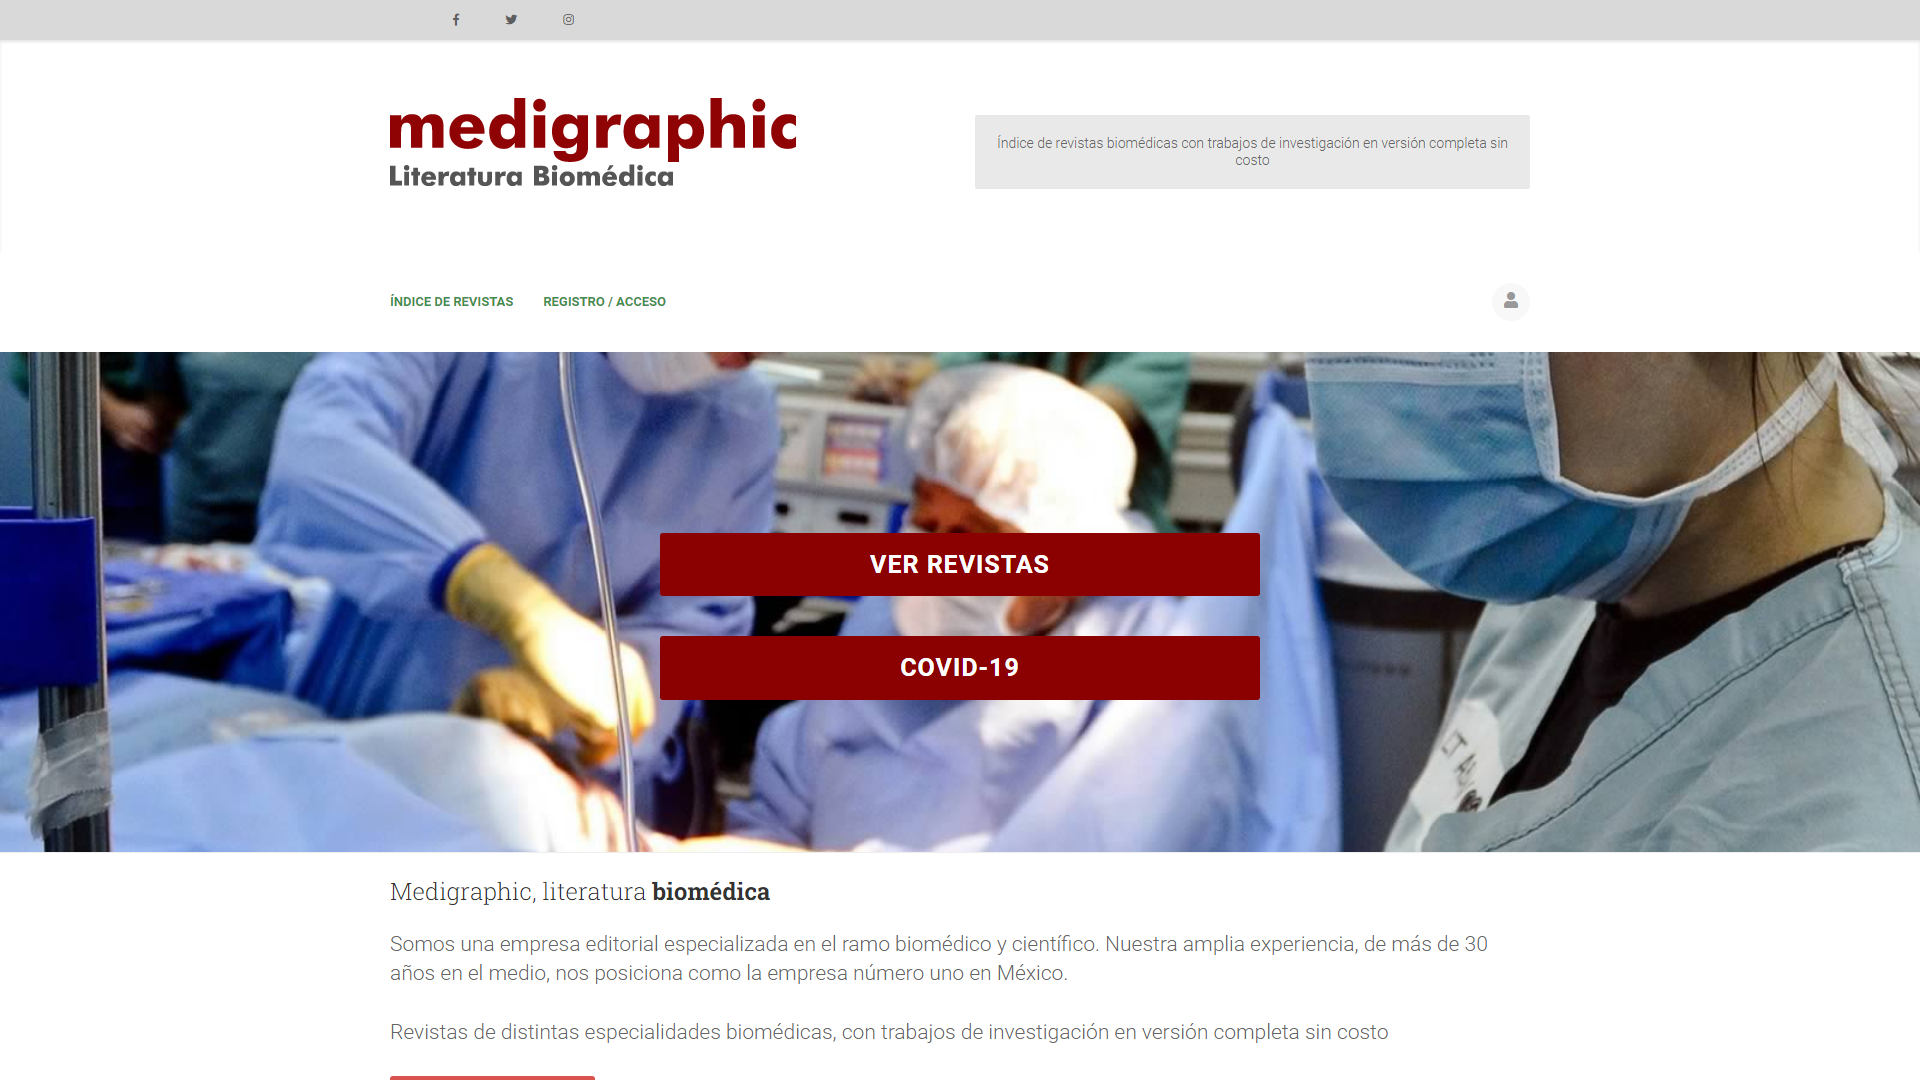 medigraphic
Literatura Biomédica
Índice de revistas biomédicas con trabajos de investigación en versión completa sin
costo
ÍNDICE DE REVISTAS
REGISTRO / ACCESO
VER REVISTAS
COVID-19
Medigraphic, literatura biomédica
Somos una empresa editorial especializada en el ramo biomédico y científico. Nuestra amplia experiencia, de más de 30
años en el medio, nos posiciona como la empresa número uno en México.
Revistas de distintas especialidades biomédicas, con trabajos de investigación en versión completa sin costo